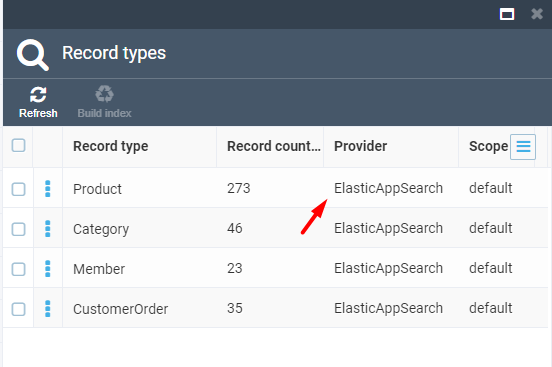 Record types
Refresh Build index
Record type Record count... Provider Scope
Product 273 ElasticAppSearch default
Category 46 ElasticAppSearch default
Member 23 ElasticAppSearch default
CustomerOrder 35 ElasticAppSearch default